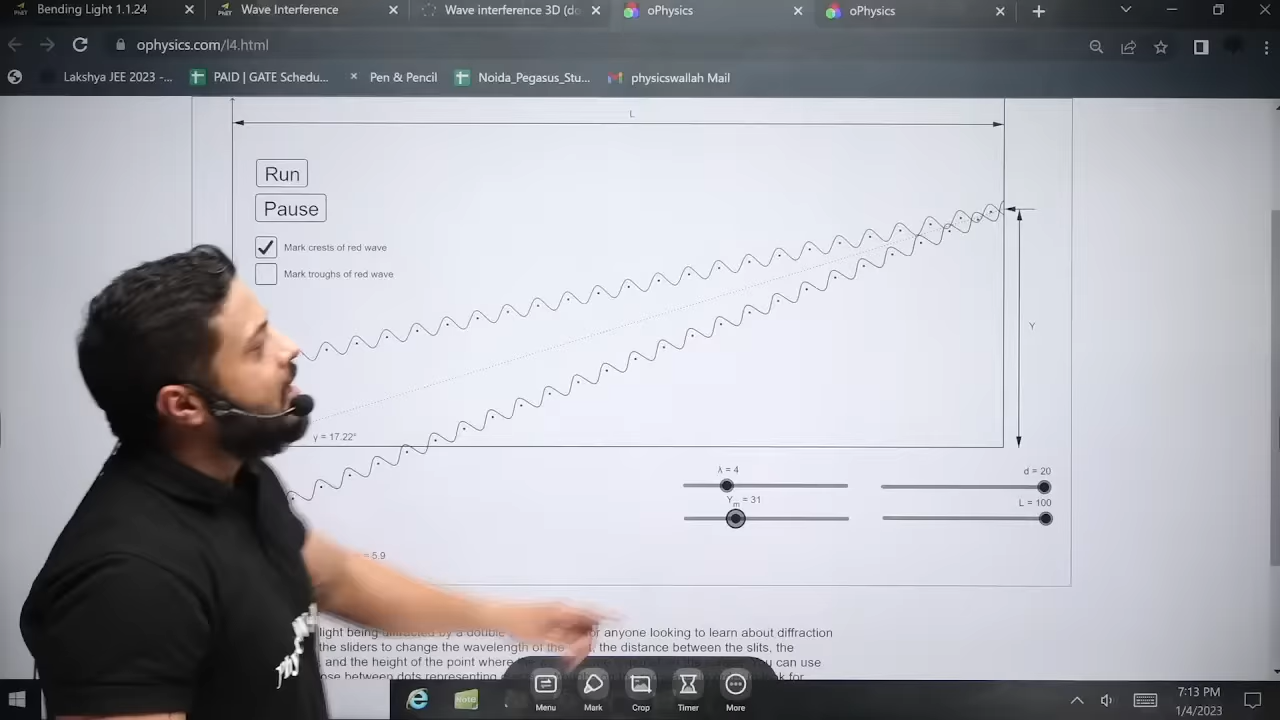 Bending Light 1.1.24
Wave Interference
Wave interference 3D (do
oPhysics
oPhysics
ophysics.com/l4.html
Lakshya JEE 2023 -...
PAID | GATE Schedu...
Pen & Pencil
Noida_Pegasus_Stu...
physicswallah Mail
L
Run
Pause
Mark crests of red wave
Mark troughs of red wave
Y
γ = 17.22°
λ = 4
d = 20
Ym = 31
L = 100
= 5.9
light being diffracted by a double
or anyone looking to learn about diffraction
the sliders to change the wavelength of the
, the distance between the slits, the
and the height of the point where
can use
ose between dots representing
k for
note
Menu
Mark
Crop
Timer
More
7:13 PM
1/4/2023